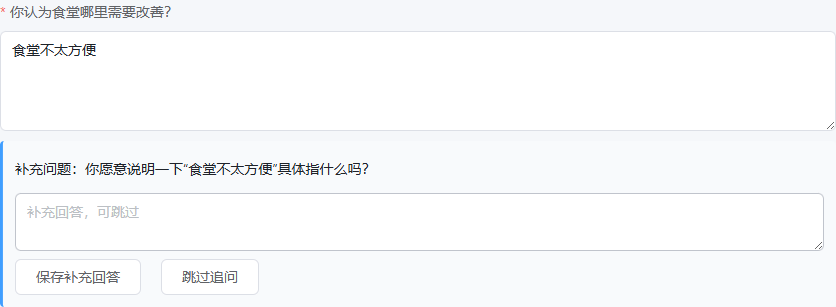 * 你认为食堂哪里需要改善?
食堂不太方便
补充问题：你愿意说明一下“食堂不太方便”具体指什么吗?
补充回答，可跳过
保存补充回答
跳过追问